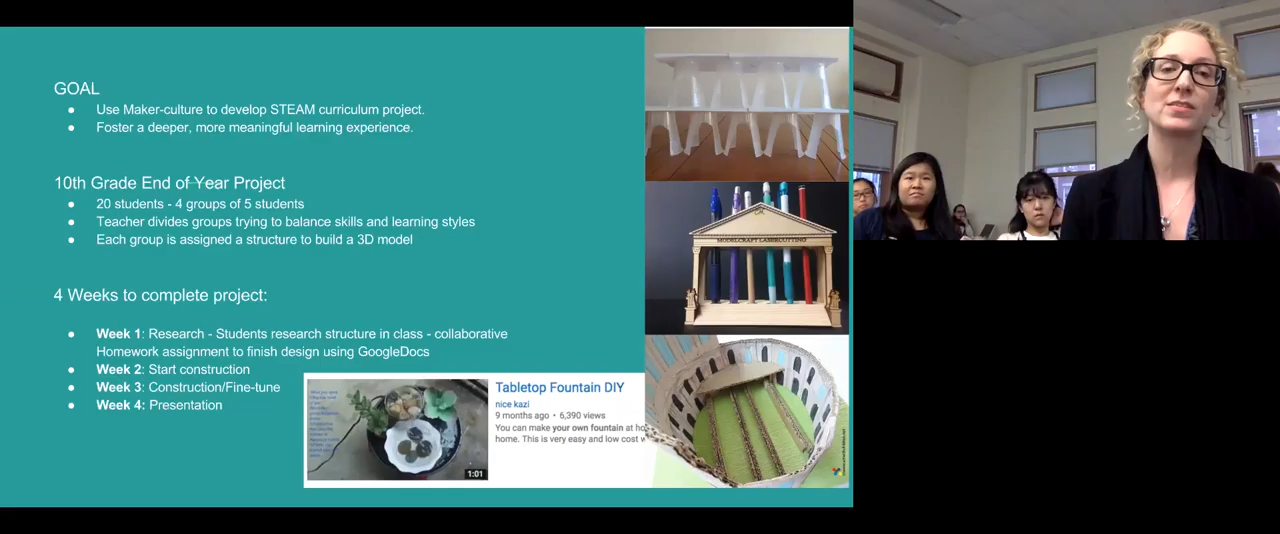 GOAL
● Use Maker-culture to develop STEAM curriculum project.
● Foster a deeper, more meaningful learning experience.
10th Grade End of Year Project
● 20 students - 4 groups of 5 students
● Teacher divides groups trying to balance skills and learning styles
● Each group is assigned a structure to build a 3D model
4 Weeks to complete project:
● Week 1: Research - Students research structure in class - collaborative
Homework assignment to finish design using GoogleDocs
● Week 2: Start construction
● Week 3: Construction/Fine-tune
● Week 4: Presentation
1:01
Tabletop Fountain DIY
nice kazi
9 months ago • 6,390 views
You can make your own fountain at ho
home. This is very easy and low cost
MODELCRAFT LASERCUTTING